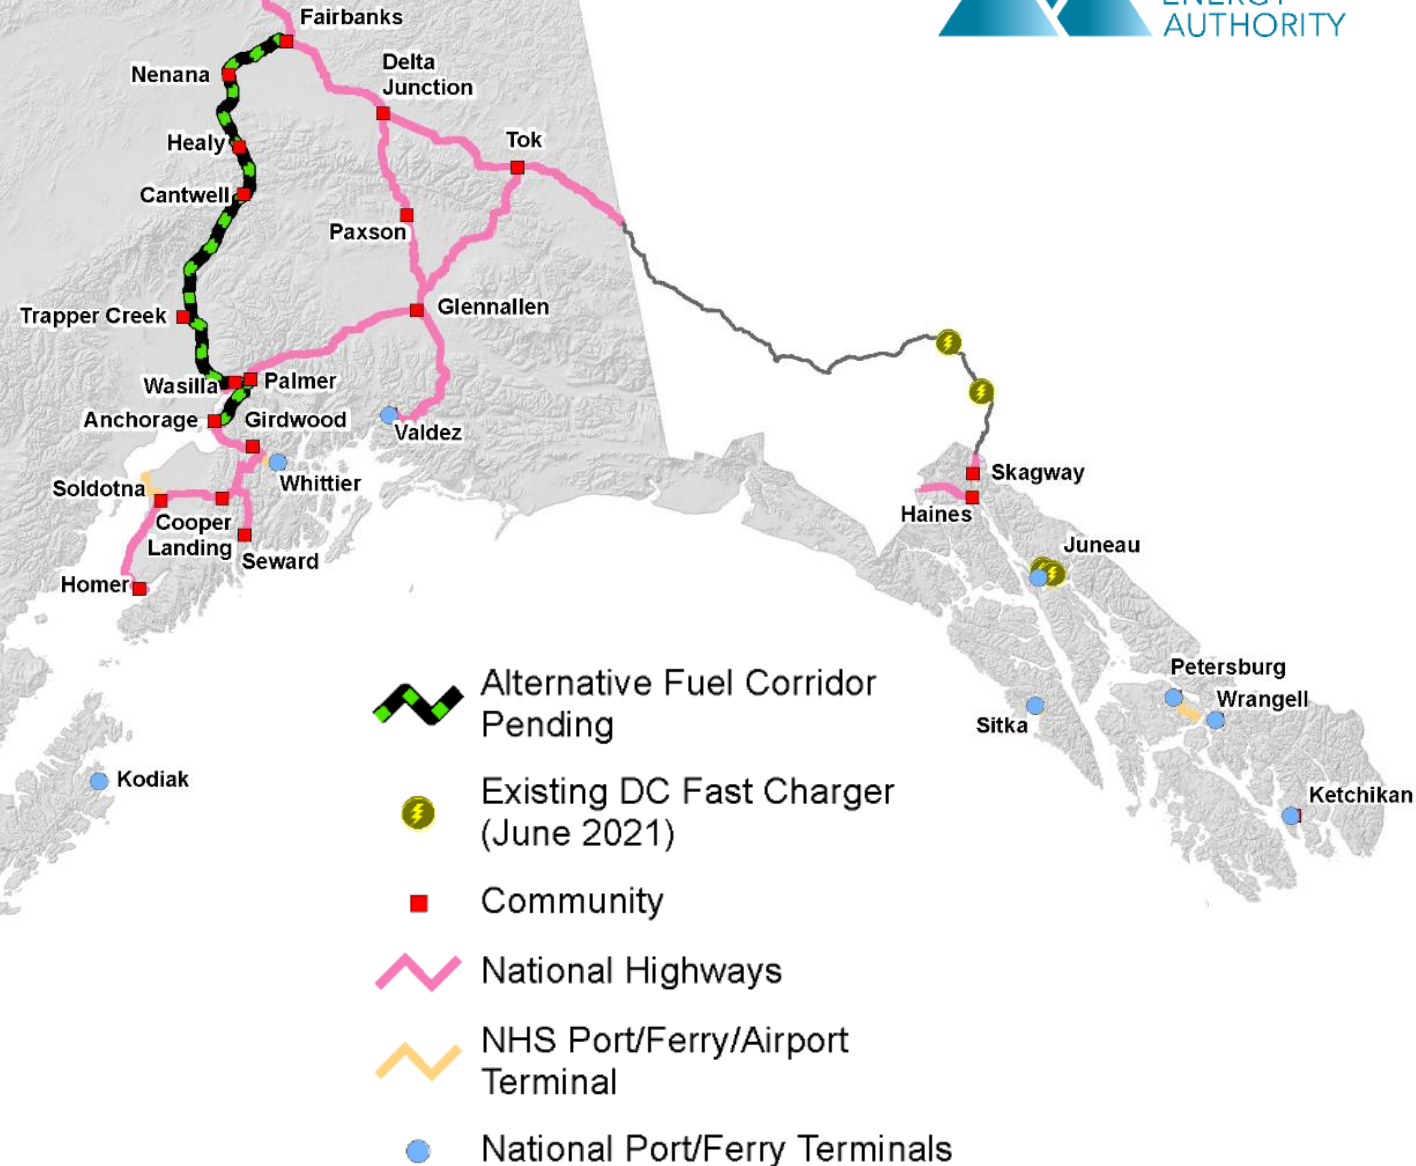 ENERGY
AUTHORITY
Fairbanks
Nenana
Delta
Junction
Healy
Tok
Cantwell
Paxson
Trapper Creek
Glennallen
Wasilla
Palmer
Anchorage
Girdwood
Valdez
Soldotna
Whittier
Cooper
Landing
Seward
Homer
Skagway
Haines
Juneau
Petersburg
Wrangell
Sitka
Kodiak
Ketchikan
Alternative Fuel Corridor
Pending
Existing DC Fast Charger
(June 2021)
Community
National Highways
NHS Port/Ferry/Airport
Terminal
National Port/Ferry Terminals